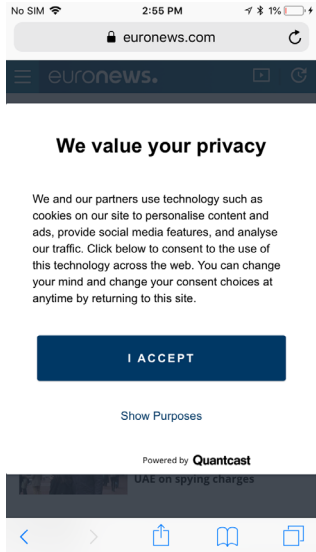 No SIM 2:55 PM 1%
euronews.com
euronews.
We value your privacy
We and our partners use technology such as
cookies on our site to personalise content and
ads, provide social media features, and analyse
our traffic. Click below to consent to the use of
this technology across the web. You can change
your mind and change your consent choices at
anytime by returning to this site.
I ACCEPT
Show Purposes
Powered by Quantcast
UAE on spying charges